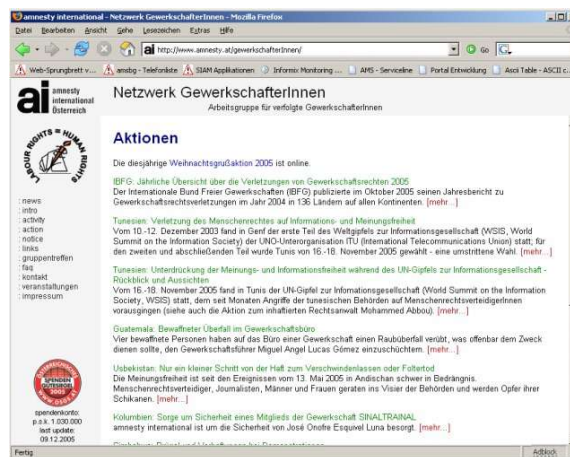 amnesty international - Netzwerk GewerkschafterInnen - Mozilla Firefox
Datei Bearbeiten Ansicht Gehe Lesezeichen Extras Hilfe
http://www.amnesty.at/gewerkschafterInnen/
Go
Web-Sprungbrett v... amsbg - Telefonliste SIAM Applikationen Informix Monitoring ... AMS - Serviceline Portal Entwicklung Ascii Table - ASCII c...
ai amnesty
international
Österreich
Netzwerk GewerkschafterInnen
Arbeitsgruppe für verfolgte GewerkschafterInnen
LABOUR RIGHTS = HUMAN RIGHTS
: news
: intro
: activity
: action
: notice
: links
: gruppentreffen
: faq
: kontakt
: veranstaltungen
: impressum
SPENDEN
GÜTESIEGEL
2005
spendenkonto:
p.s.k. 1.030.000
last update:
09.12.2005
Aktionen
Die diesjährige Weihnachtsgrußaktion 2005 ist online.
IBFG: Jährliche Übersicht über die Verletzungen von Gewerkschaftsrechten 2005
Der Internationale Bund Freier Gewerkschaften (IBFG) publizierte im Oktober 2005 seinen Jahresbericht zu
Gewerkschaftsrechtsverletzungen im Jahr 2004 in 136 Ländern auf allen Kontinenten. [mehr...]
Tunesien: Verletzung des Menschenrechtes auf Informations- und Meinungsfreiheit
Vom 10.-12. Dezember 2003 fand in Genf der erste Teil des Weltgipfels zur Informationsgesellschaft (WSIS, World
Summit on the Information Society) der UNO-Unterorganisation ITU (International Telecommunications Union) statt; für
den zweiten und abschließenden Teil wurde Tunis von 16.-18. November 2005 gewählt - eine umstrittene Wahl. [mehr...]
Tunesien: Unterdrückung der Meinungs- und Informationsfreiheit während des UN-Gipfels zur Informationsgesellschaft -
Rückblick und Aussichten
Vom 16.-18. November 2005 fand in Tunis der UN-Gipfel zur Informationsgesellschaft (World Summit on the Information
Society, WSIS) statt, dem seit Monaten Angriffe der tunesischen Behörden auf MenschenrechtsverteidigerInnen
vorausgingen (siehe auch die Aktion zum inhaftierten Rechtsanwalt Mohammed Abbou). [mehr...]
Guatemala: Bewaffneter Überfall im Gewerkschaftsbüro
Vier bewaffnete Personen haben auf das Büro einer Gewerkschaft einen Raubüberfall verübt, was offenbar dem Zweck
dienen sollte, den Gewerkschaftsführer Miguel Angel Lucas Gómez einzuschüchtern. [mehr...]
Usbekistan: Nur ein kleiner Schritt von der Haft zum Verschwindenlassen oder Foltertod
Die Meinungsfreiheit ist seit den Ereignissen vom 13. Mai 2005 in Andischan schwer in Bedrängnis.
Menschenrechtsverteidiger, Journalisten, Männer und Frauen geraten ins Visier der Behörden und werden Opfer ihrer
Schikanen. [mehr...]
Kolumbien: Sorge um Sicherheit eines Mitglieds der Gewerkschaft SINALTRAINAL
amnesty international ist um die Sicherheit von José Onofre Esquivel Luna besorgt. [mehr...]
Fertig
Adblock